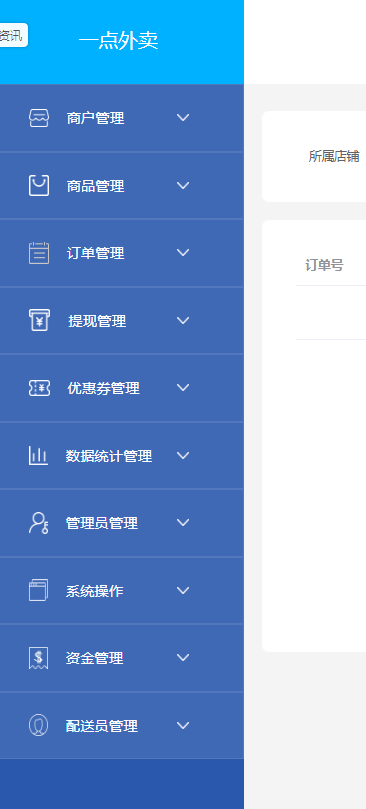 资讯
一点外卖
商户管理
商品管理
订单管理
提现管理
优惠券管理
数据统计管理
管理员管理
系统操作
资金管理
配送员管理
所属店铺
订单号